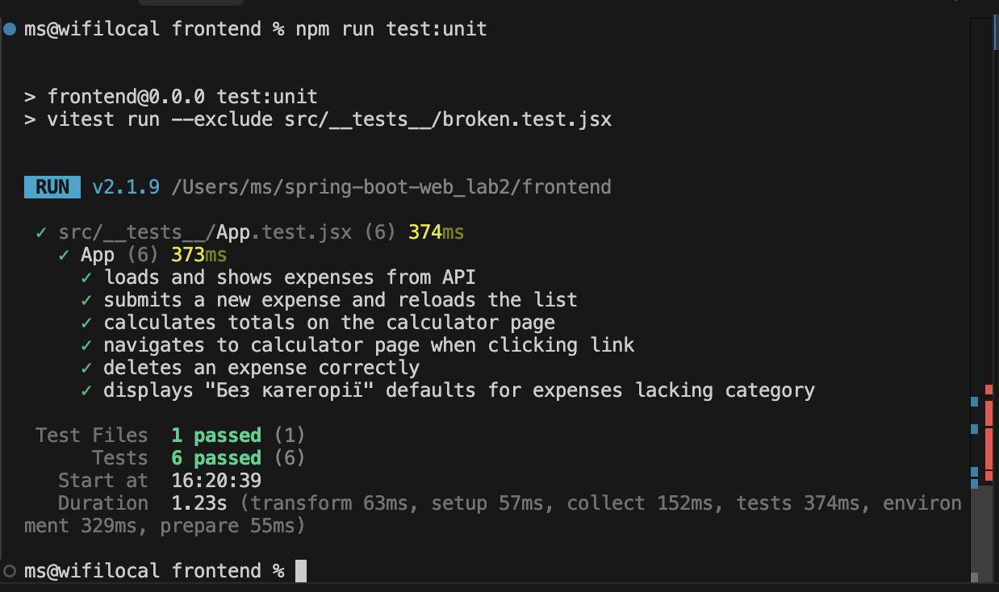 ms@wifilocal frontend % npm run test:unit
> frontend@0.0.0 test:unit
> vitest run --exclude src/__tests__/broken.test.jsx
RUN v2.1.9 /Users/ms/spring-boot-web_lab2/frontend
✓ src/__tests__/App.test.jsx (6) 374ms
✓ App (6) 373ms
✓ loads and shows expenses from API
✓ submits a new expense and reloads the list
✓ calculates totals on the calculator page
✓ navigates to calculator page when clicking link
✓ deletes an expense correctly
✓ displays "Без категорії" defaults for expenses lacking category
Test Files 1 passed (1)
Tests 6 passed (6)
Start at 16:20:39
Duration 1.23s (transform 63ms, setup 57ms, collect 152ms, tests 374ms, environ
ment 329ms, prepare 55ms)
ms@wifilocal frontend %